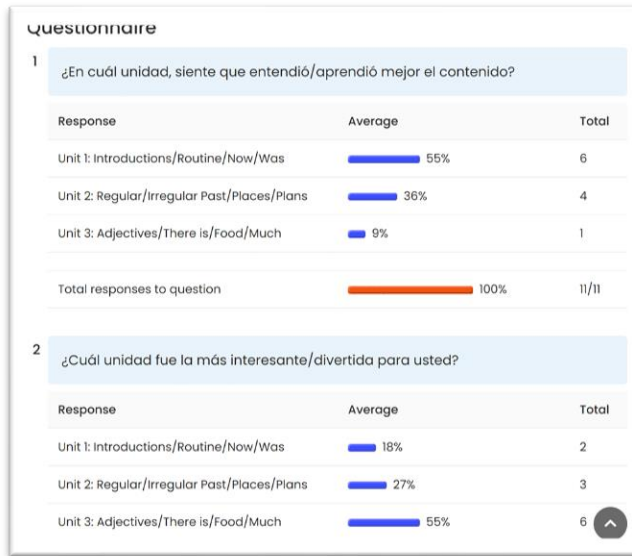 Questionnaire
1 ¿En cuál unidad, siente que entendió/aprendió mejor el contenido?
Response Average Total
Unit 1: Introductions/Routine/Now/Was 55% 6
Unit 2: Regular/Irregular Past/Places/Plans 36% 4
Unit 3: Adjectives/There is/Food/Much 9% 1
Total responses to question 100% 11/11
2 ¿Cuál unidad fue la más interesante/divertida para usted?
Response Average Total
Unit 1: Introductions/Routine/Now/Was 18% 2
Unit 2: Regular/Irregular Past/Places/Plans 27% 3
Unit 3: Adjectives/There is/Food/Much 55% 6